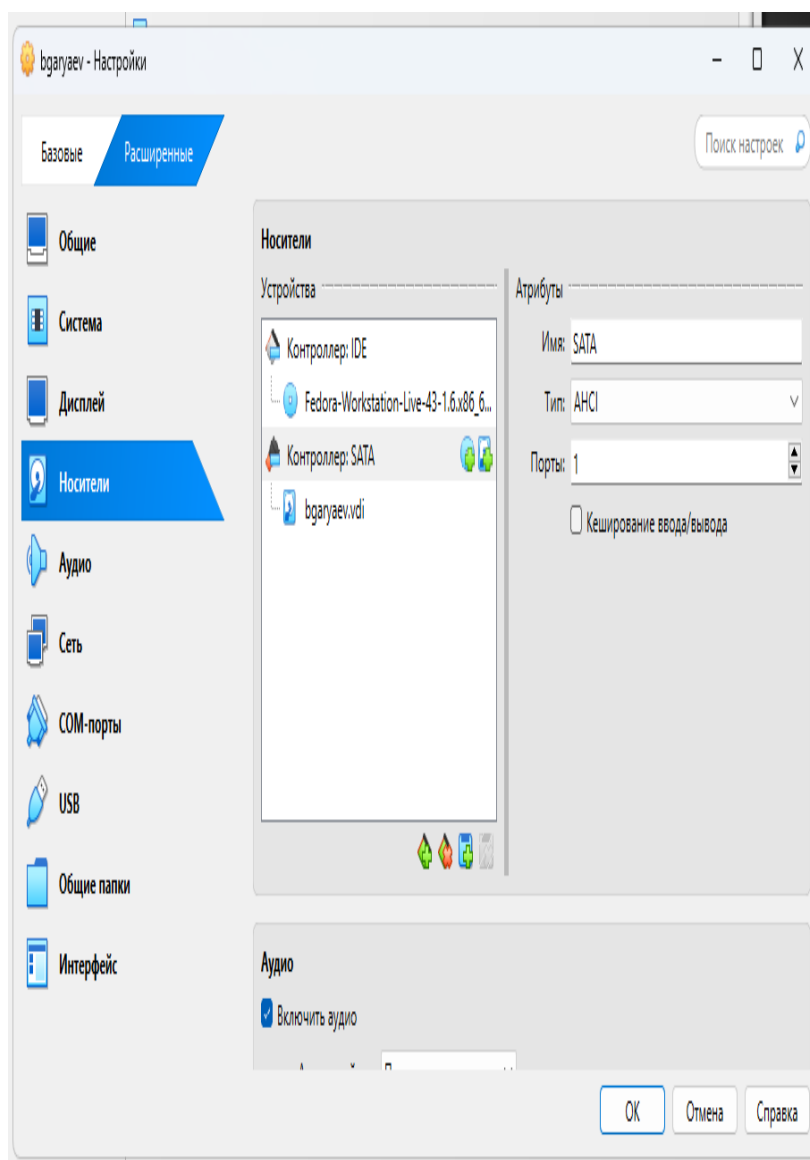 bgaryaev - Настройки
Базовые
Расширенные
Поиск настроек
Общие
Система
Дисплей
Носители
Аудио
Сеть
COM-порты
USB
Общие папки
Интерфейс
Носители
Устройства
Контроллер: IDE
Fedora-Workstation-Live-43-1.6.x86_6...
Контроллер: SATA
bgaryaev.vdi
Атрибуты
Имя: SATA
Тип: AHCI
Порты: 1
Кеширование ввода/вывода
Аудио
Включить аудио
OK
Отмена
Справка